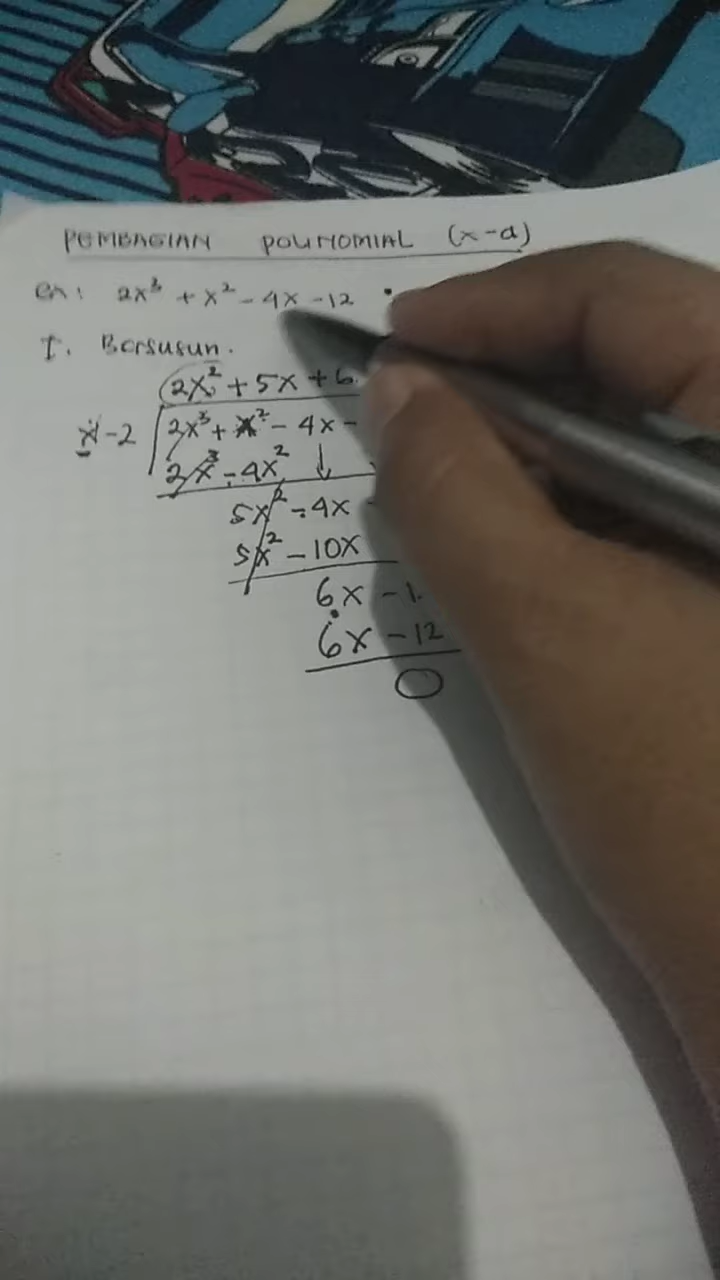 PEMBAGIAN POLINOMIAL (x-a)
ex: 2x³ + x² - 4x - 12 :
I. Bersusun.
2x² + 5x + 6
x-2 2x³ + x² - 4x -
2x³ - 4x²
5x² - 4x
5x² - 10x
6x - 1
6x - 12
0